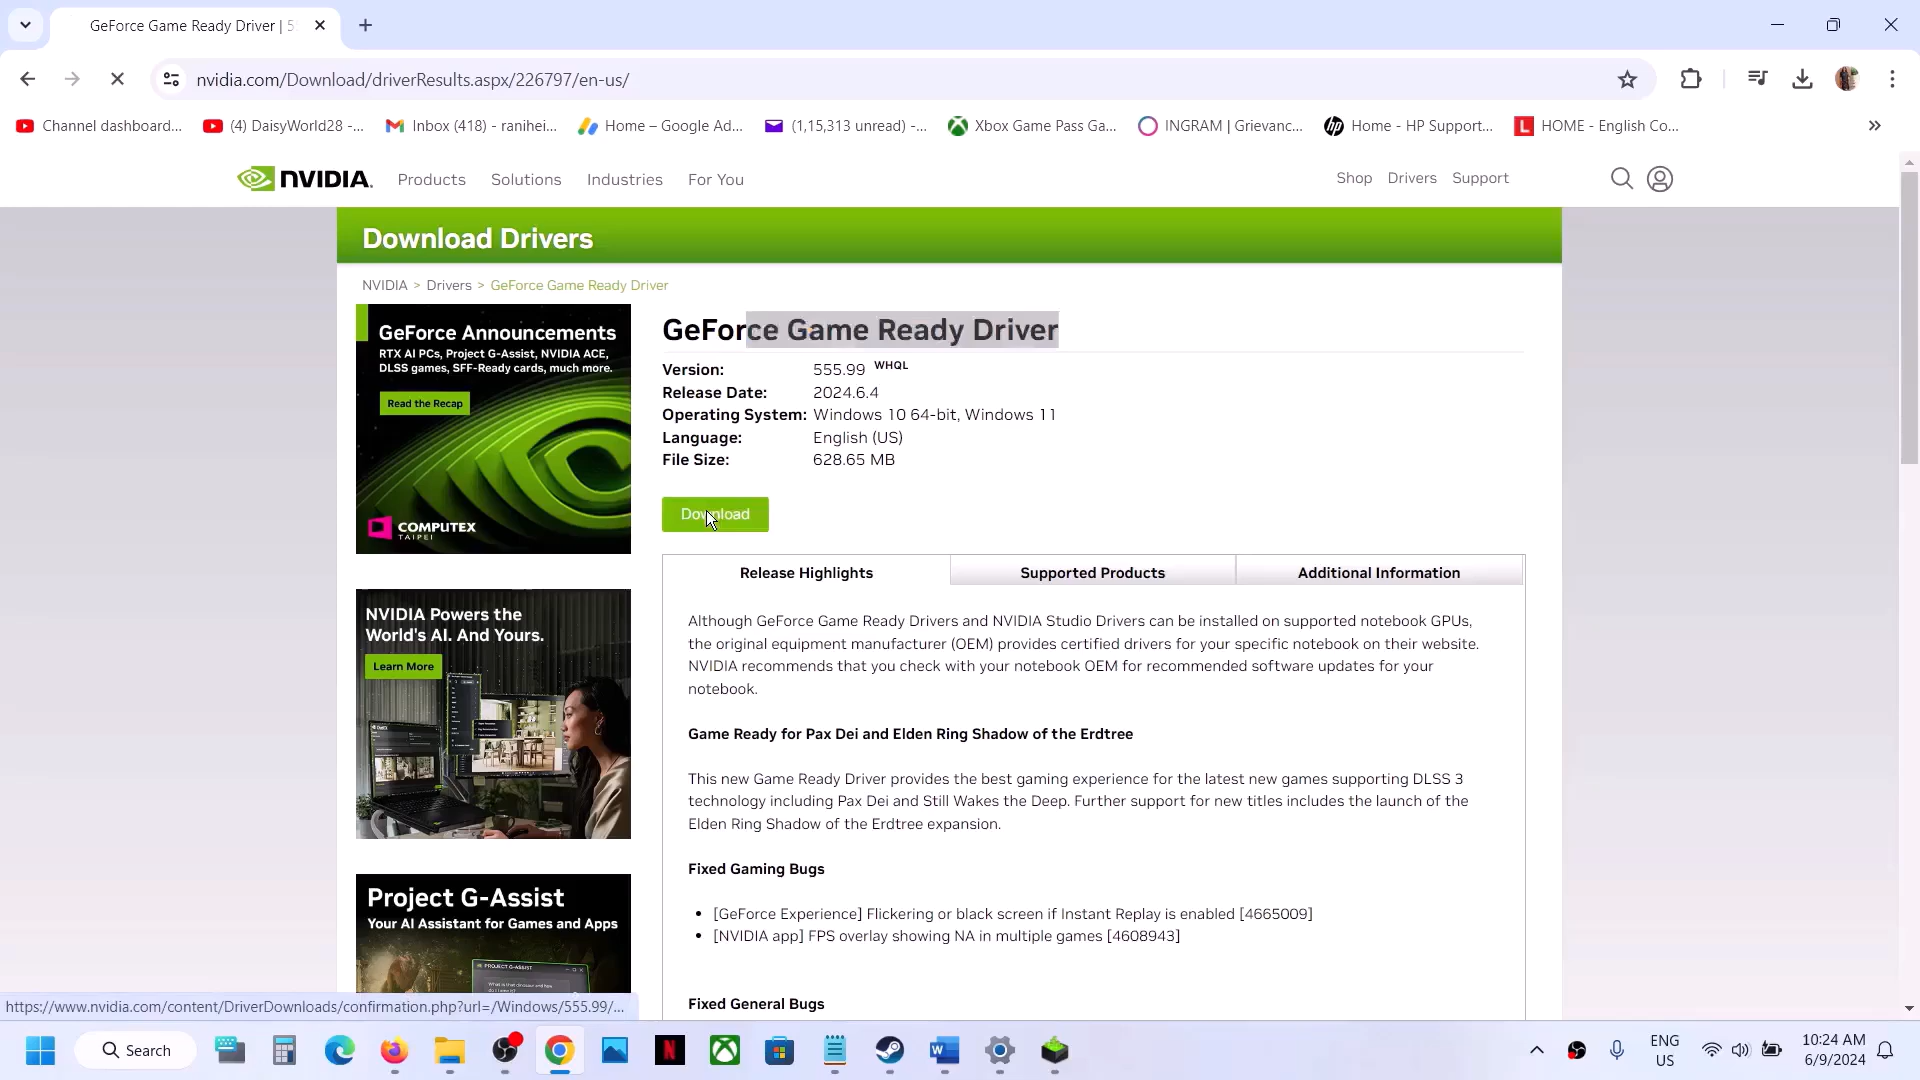 GeForce Game Ready Driver | 5
nvidia.com/Download/driverResults.aspx/226797/en-us/
Channel dashboard...
(4) DaisyWorld28 -...
Inbox (418) - ranihei...
Home – Google Ad...
(1,15,313 unread) -...
Xbox Game Pass Ga...
INGRAM | Grievanc...
Home - HP Support...
HOME - English Co...
NVIDIA.
Products
Solutions
Industries
For You
Shop
Drivers
Support
Download Drivers
NVIDIA > Drivers > GeForce Game Ready Driver
GeForce Announcements
RTX AI PCs, Project G-Assist, NVIDIA ACE,
DLSS games, SFF-Ready cards, much more.
Read the Recap
COMPUTEX
TAIPEI
GeForce Game Ready Driver
Version: 555.99 WHQL
Release Date: 2024.6.4
Operating System: Windows 10 64-bit, Windows 11
Language: English (US)
File Size: 628.65 MB
Download
NVIDIA Powers the
World's AI. And Yours.
Learn More
Project G-Assist
Your AI Assistant for Games and Apps
PROJECT G-ASSIST
Release Highlights
Supported Products
Additional Information
Although GeForce Game Ready Drivers and NVIDIA Studio Drivers can be installed on supported notebook GPUs,
the original equipment manufacturer (OEM) provides certified drivers for your specific notebook on their website.
NVIDIA recommends that you check with your notebook OEM for recommended software updates for your
notebook.
Game Ready for Pax Dei and Elden Ring Shadow of the Erdtree
This new Game Ready Driver provides the best gaming experience for the latest new games supporting DLSS 3
technology including Pax Dei and Still Wakes the Deep. Further support for new titles includes the launch of the
Elden Ring Shadow of the Erdtree expansion.
Fixed Gaming Bugs
• [GeForce Experience] Flickering or black screen if Instant Replay is enabled [4665009]
• [NVIDIA app] FPS overlay showing NA in multiple games [4608943]
Fixed General Bugs
https://www.nvidia.com/content/DriverDownloads/confirmation.php?url=/Windows/555.99/...
Search
ENG
US
10:24 AM
6/9/2024